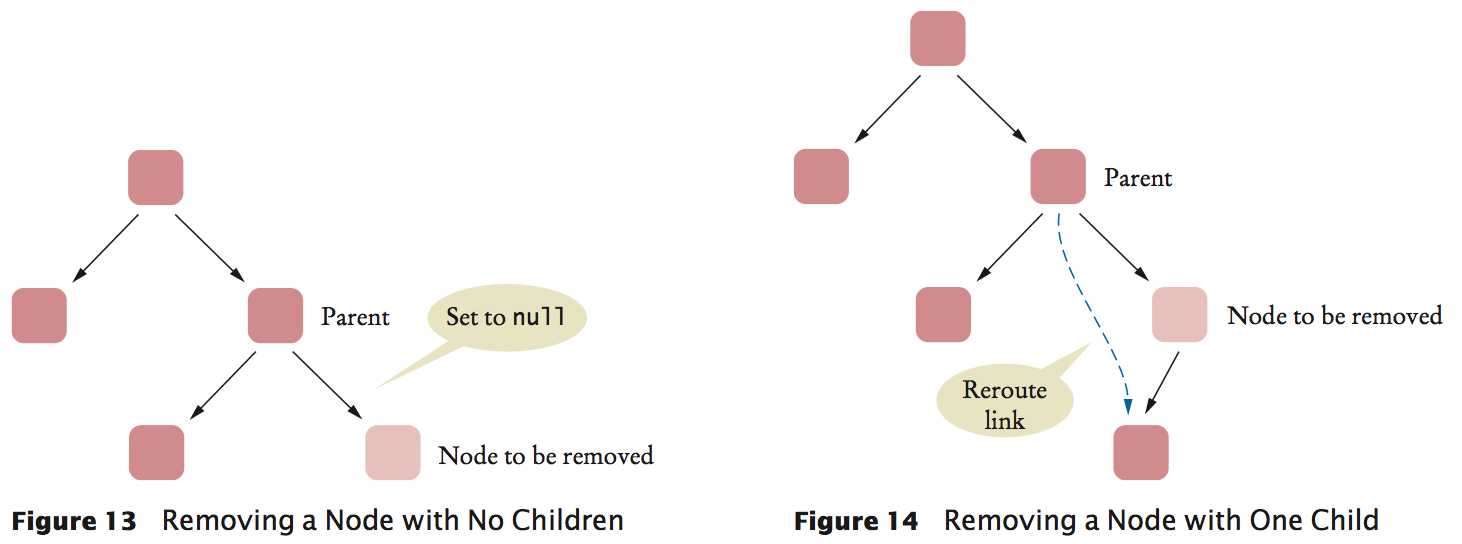 Parent
Set to null
Node to be removed
Figure 13 Removing a Node with No Children
Parent
Node to be removed
Reroute
link
Figure 14 Removing a Node with One Child